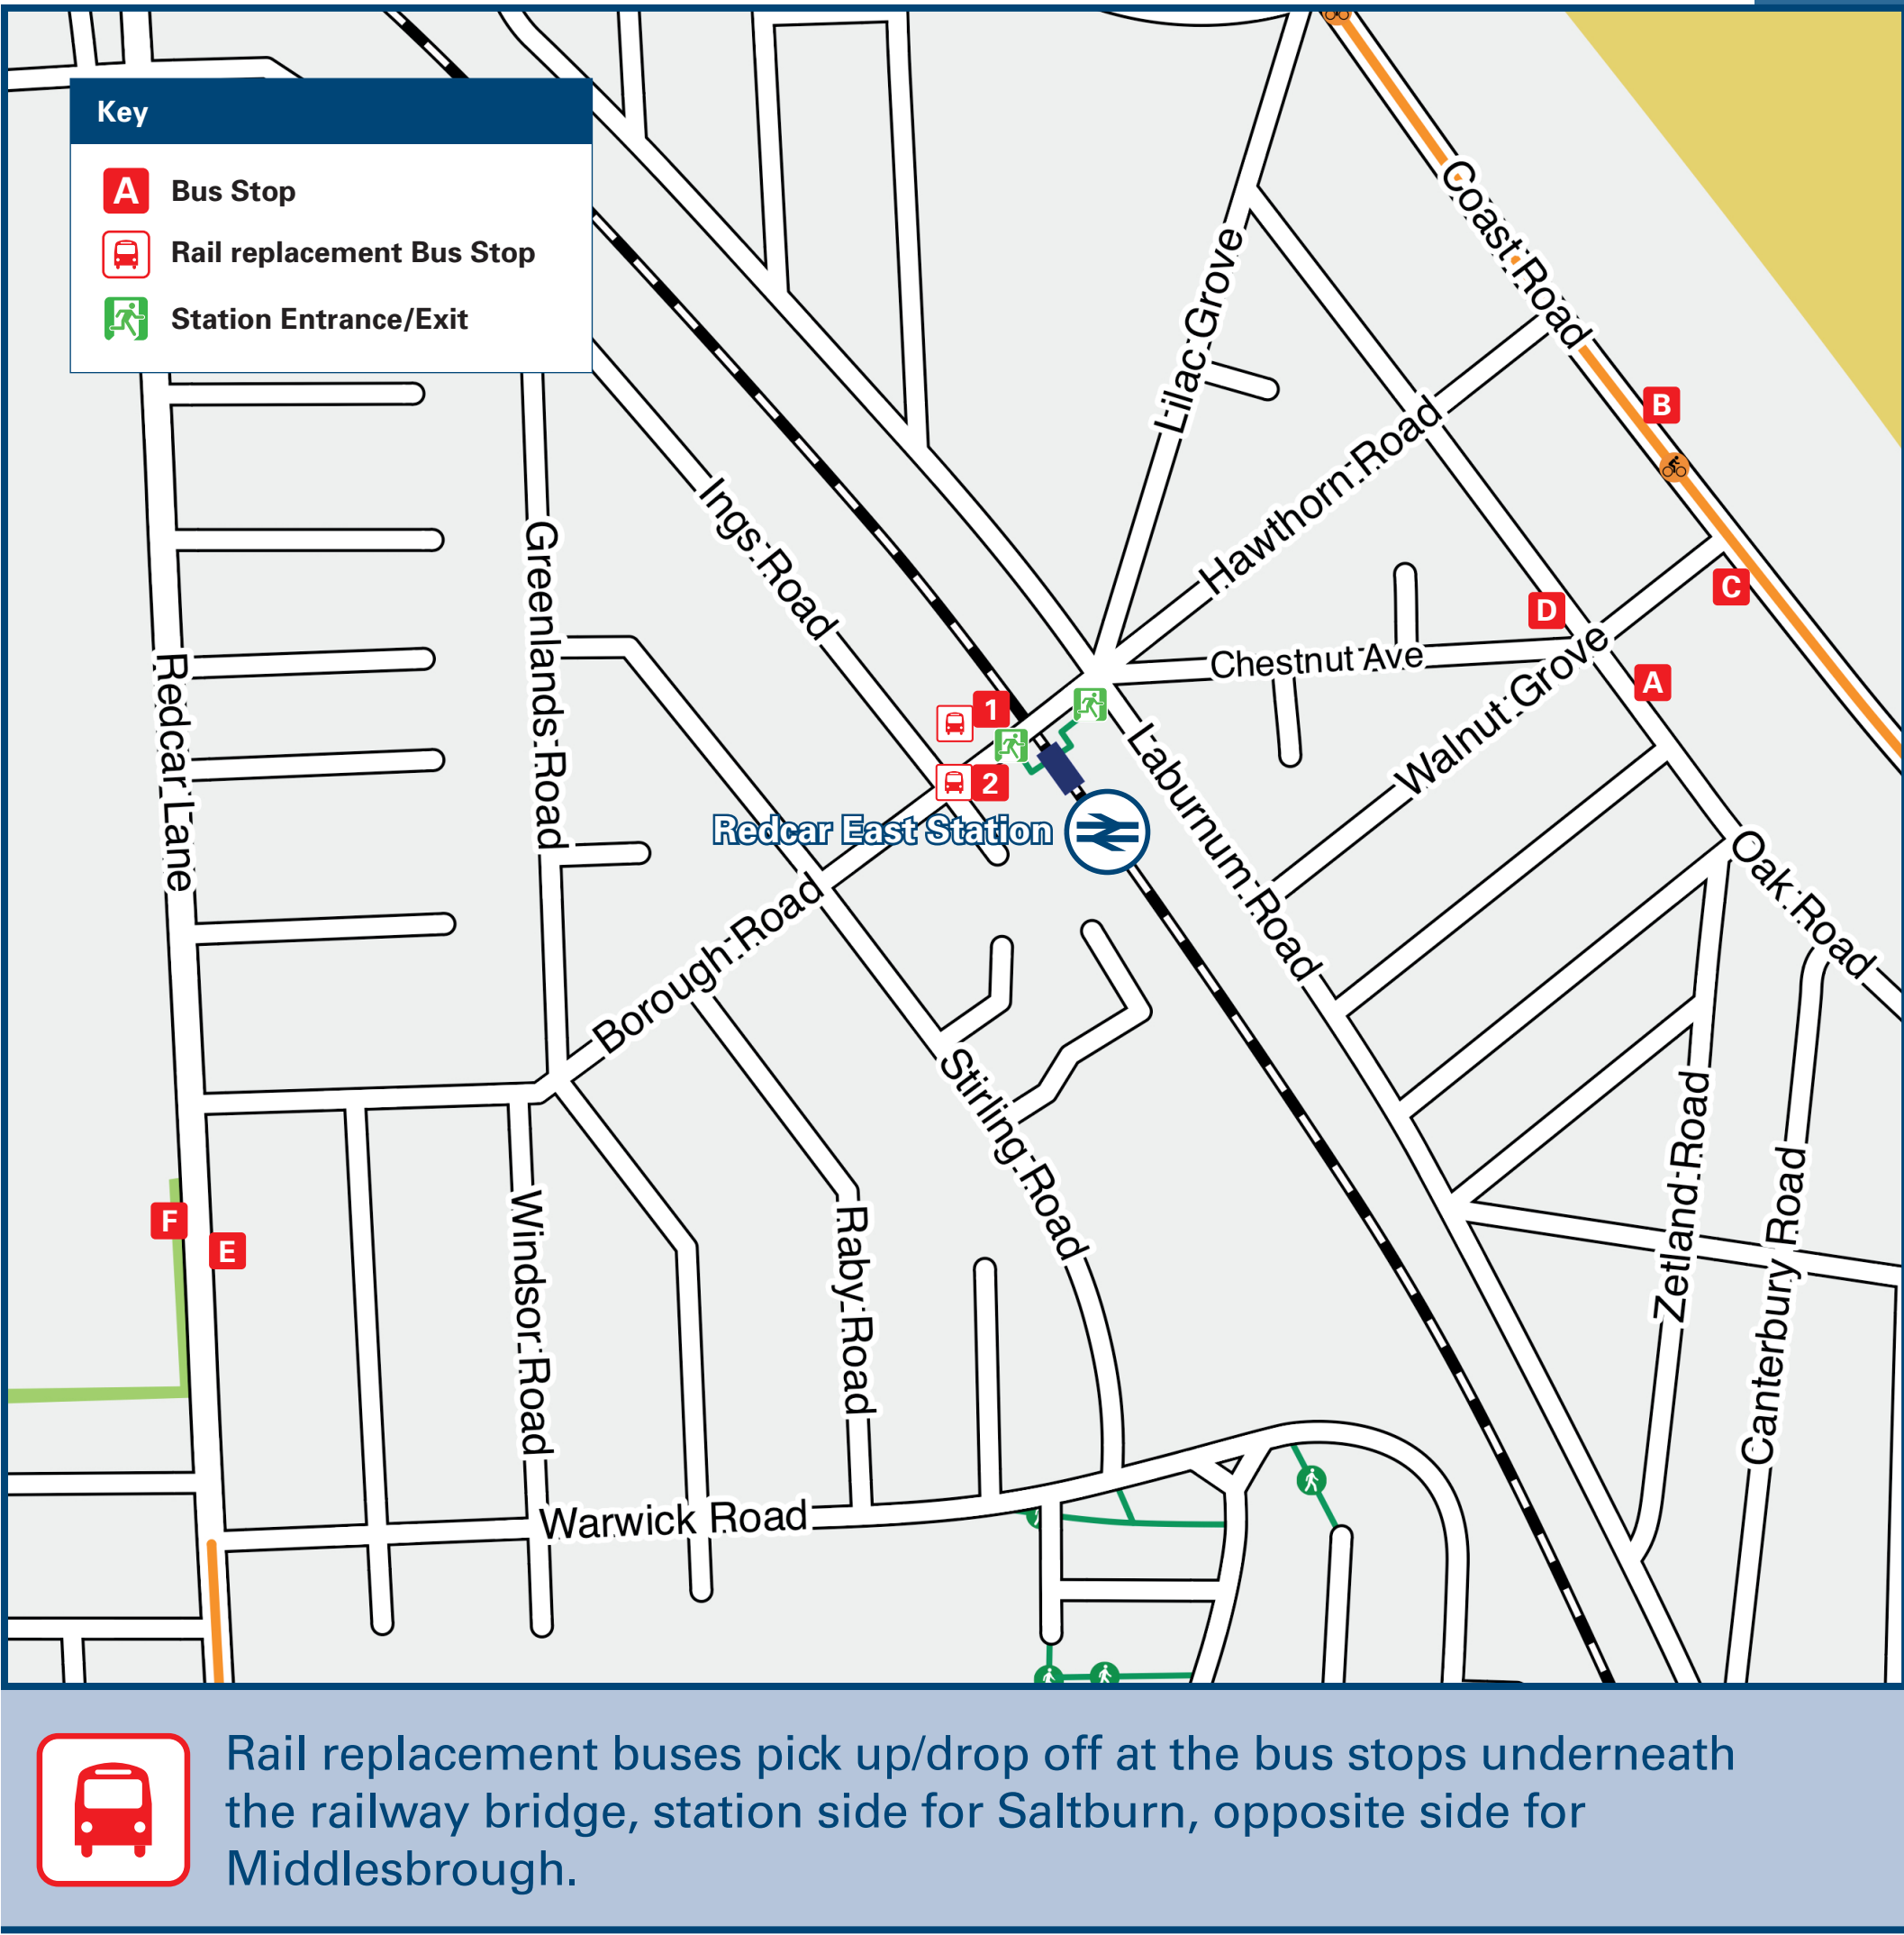 Key
A Bus Stop
Rail replacement Bus Stop
Station Entrance/Exit
Coast Road
Lilac Grove
B
Hawthorn Road
Ings Road
Greenlands Road
C
D
Chestnut Ave
Walnut Grove
A
Redcar Lane
1
2
Redcar East Station
Laburnum Road
Oak Road
Borough Road
Stirling Road
Zetland Road
Canterbury Road
F
E
Windsor Road
Raby Road
Warwick Road
Rail replacement buses pick up/drop off at the bus stops underneath
the railway bridge, station side for Saltburn, opposite side for
Middlesbrough.